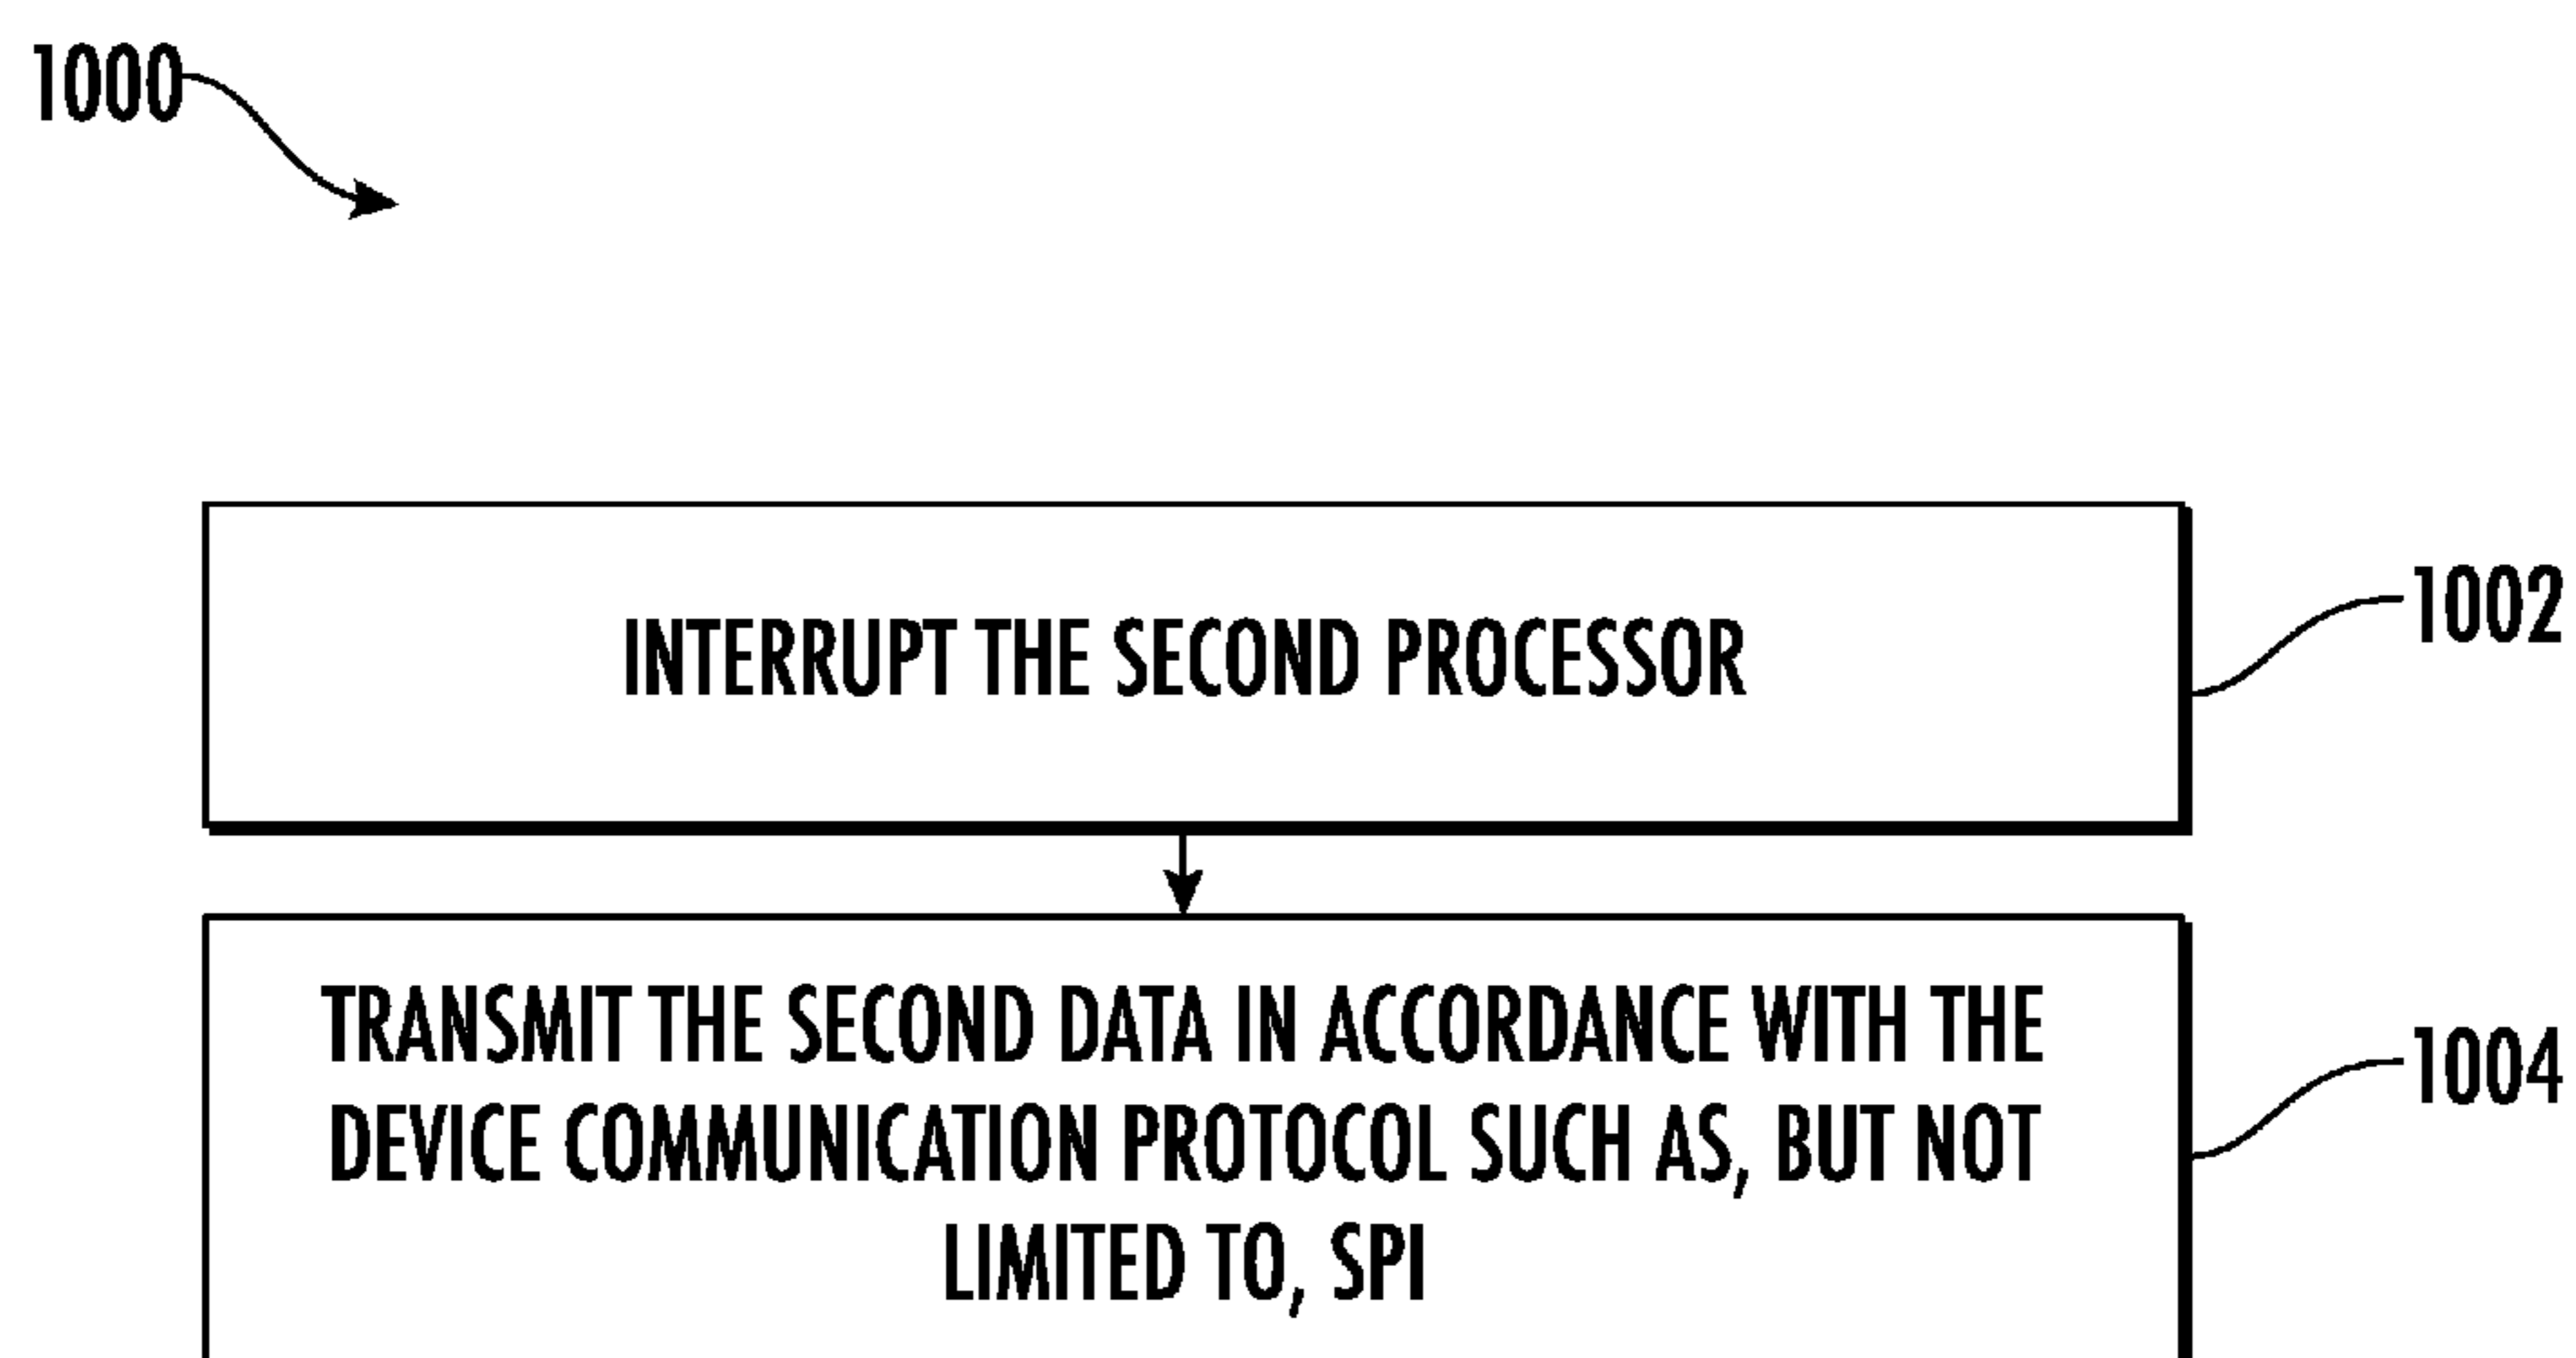 1000
INTERRUPT THE SECOND PROCESSOR
1002
TRANSMIT THE SECOND DATA IN ACCORDANCE WITH THE
DEVICE COMMUNICATION PROTOCOL SUCH AS, BUT NOT
LIMITED TO, SPI
1004